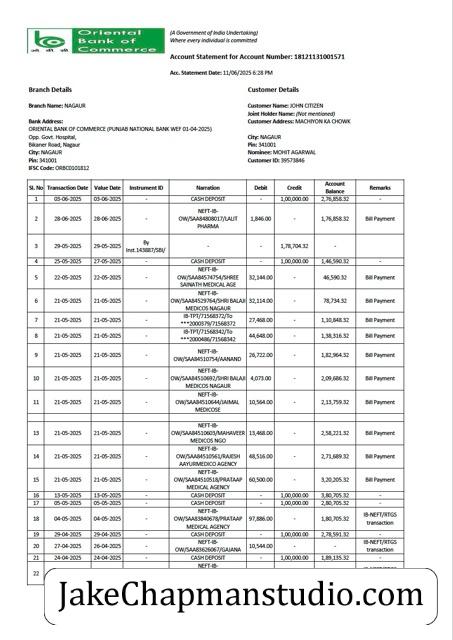 Oriental
Bank of
Commerce
(A Government of India Undertaking)
Where every individual is committed
Account Statement for Account Number: 18121131001571
Acc. Statement Date: 11/06/2025 6:28 PM
Branch Details
Customer Details
Branch Name: NAGAUR
Customer Name: JOHN CITIZEN
Joint Holder Name: (Not mentioned)
Customer Address: MACHIYON KA CHOWK
Bank Address:
ORIENTAL BANK OF COMMERCE (PUNJAB NATIONAL BANK WEF 01-04-2025)
Opp. Govt. Hospital,
Bikaner Road, Nagaur
City: NAGAUR
Pin: 341001
IFSC Code: ORBC0101812
City: NAGAUR
Pin: 341001
Nominee: MOHIT AGARWAL
Customer ID: 39573846
Sl. No Transaction Date Value Date Instrument ID Narration Debit Credit Account Balance Remarks
1 03-06-2025 03-06-2025 - CASH DEPOSIT - 1,00,000.00 2,76,858.32 -
2 28-06-2025 28-06-2025 - NEFT-IB-OW/SAA84808017/LALIT PHARMA 1,846.00 - 1,76,858.32 Bill Payment
3 29-05-2025 29-05-2025 By Inst.143887/SBI/ - - 1,78,704.32 -
4 25-05-2025 27-05-2025 - CASH DEPOSIT - 1,00,000.00 1,46,590.32 -
5 22-05-2025 22-05-2025 - NEFT-IB-OW/SAA84574754/SHREE SAINATH MEDICAL AGE 32,144.00 - 46,590.32 Bill Payment
6 21-05-2025 21-05-2025 - NEFT-IB-OW/SAA84529764/SHRI BALAJI MEDICOS NAGAUR 32,114.00 - 78,734.32 Bill Payment
7 21-05-2025 21-05-2025 - IB-TPT/71568372/To ***2000379/71568372 27,468.00 - 1,10,848.32 Bill Payment
8 21-05-2025 21-05-2025 - IB-TPT/71568342/To ***2000486/71568342 44,648.00 - 1,38,316.32 Bill Payment
9 21-05-2025 21-05-2025 - NEFT-IB-OW/SAA84510754/AANAND 26,722.00 - 1,82,964.32 Bill Payment
10 21-05-2025 21-05-2025 - NEFT-IB-OW/SAA84510692/SHRI BALAJI MEDICOS NAGAUR 4,073.00 - 2,09,686.32 Bill Payment
11 21-05-2025 21-05-2025 - NEFT-IB-OW/SAA84510644/JAIMAL MEDICOSE 10,564.00 - 2,13,759.32 Bill Payment
13 21-05-2025 21-05-2025 - NEFT-IB-OW/SAA84510603/MAHAVEER MEDICOS NGO 13,468.00 - 2,58,221.32 Bill Payment
14 21-05-2025 21-05-2025 - NEFT-IB-OW/SAA84510561/RAJESH AAYURMEDICO AGENCY 48,516.00 - 2,71,689.32 Bill Payment
15 21-05-2025 21-05-2025 - NEFT-IB-OW/SAA84510518/PRATAAP MEDICAL AGENCY 60,500.00 - 3,20,205.32 Bill Payment
16 13-05-2025 13-05-2025 - CASH DEPOSIT - 1,00,000.00 3,80,705.32 -
17 05-05-2025 05-05-2025 - CASH DEPOSIT - 1,00,000.00 2,80,705.32 -
18 04-05-2025 04-05-2025 - NEFT-IB-OW/SAA83840678/PRATAAP MEDICAL AGENCY 97,886.00 - 1,80,705.32 IB-NEFT/RTGS transaction
19 29-04-2025 26-04-2025 - CASH DEPOSIT - 1,00,000.00 2,78,591.32 -
20 27-04-2025 26-04-2025 - NEFT-IB-OW/SAA83626067/GAJANA 10,544.00 - IB-NEFT/RTGS transaction
21 24-04-2025 24-04-2025 - CASH DEPOSIT - 1,00,000.00 1,89,135.32 -
22 NEFT-IB-
JakeChapmanstudio.com